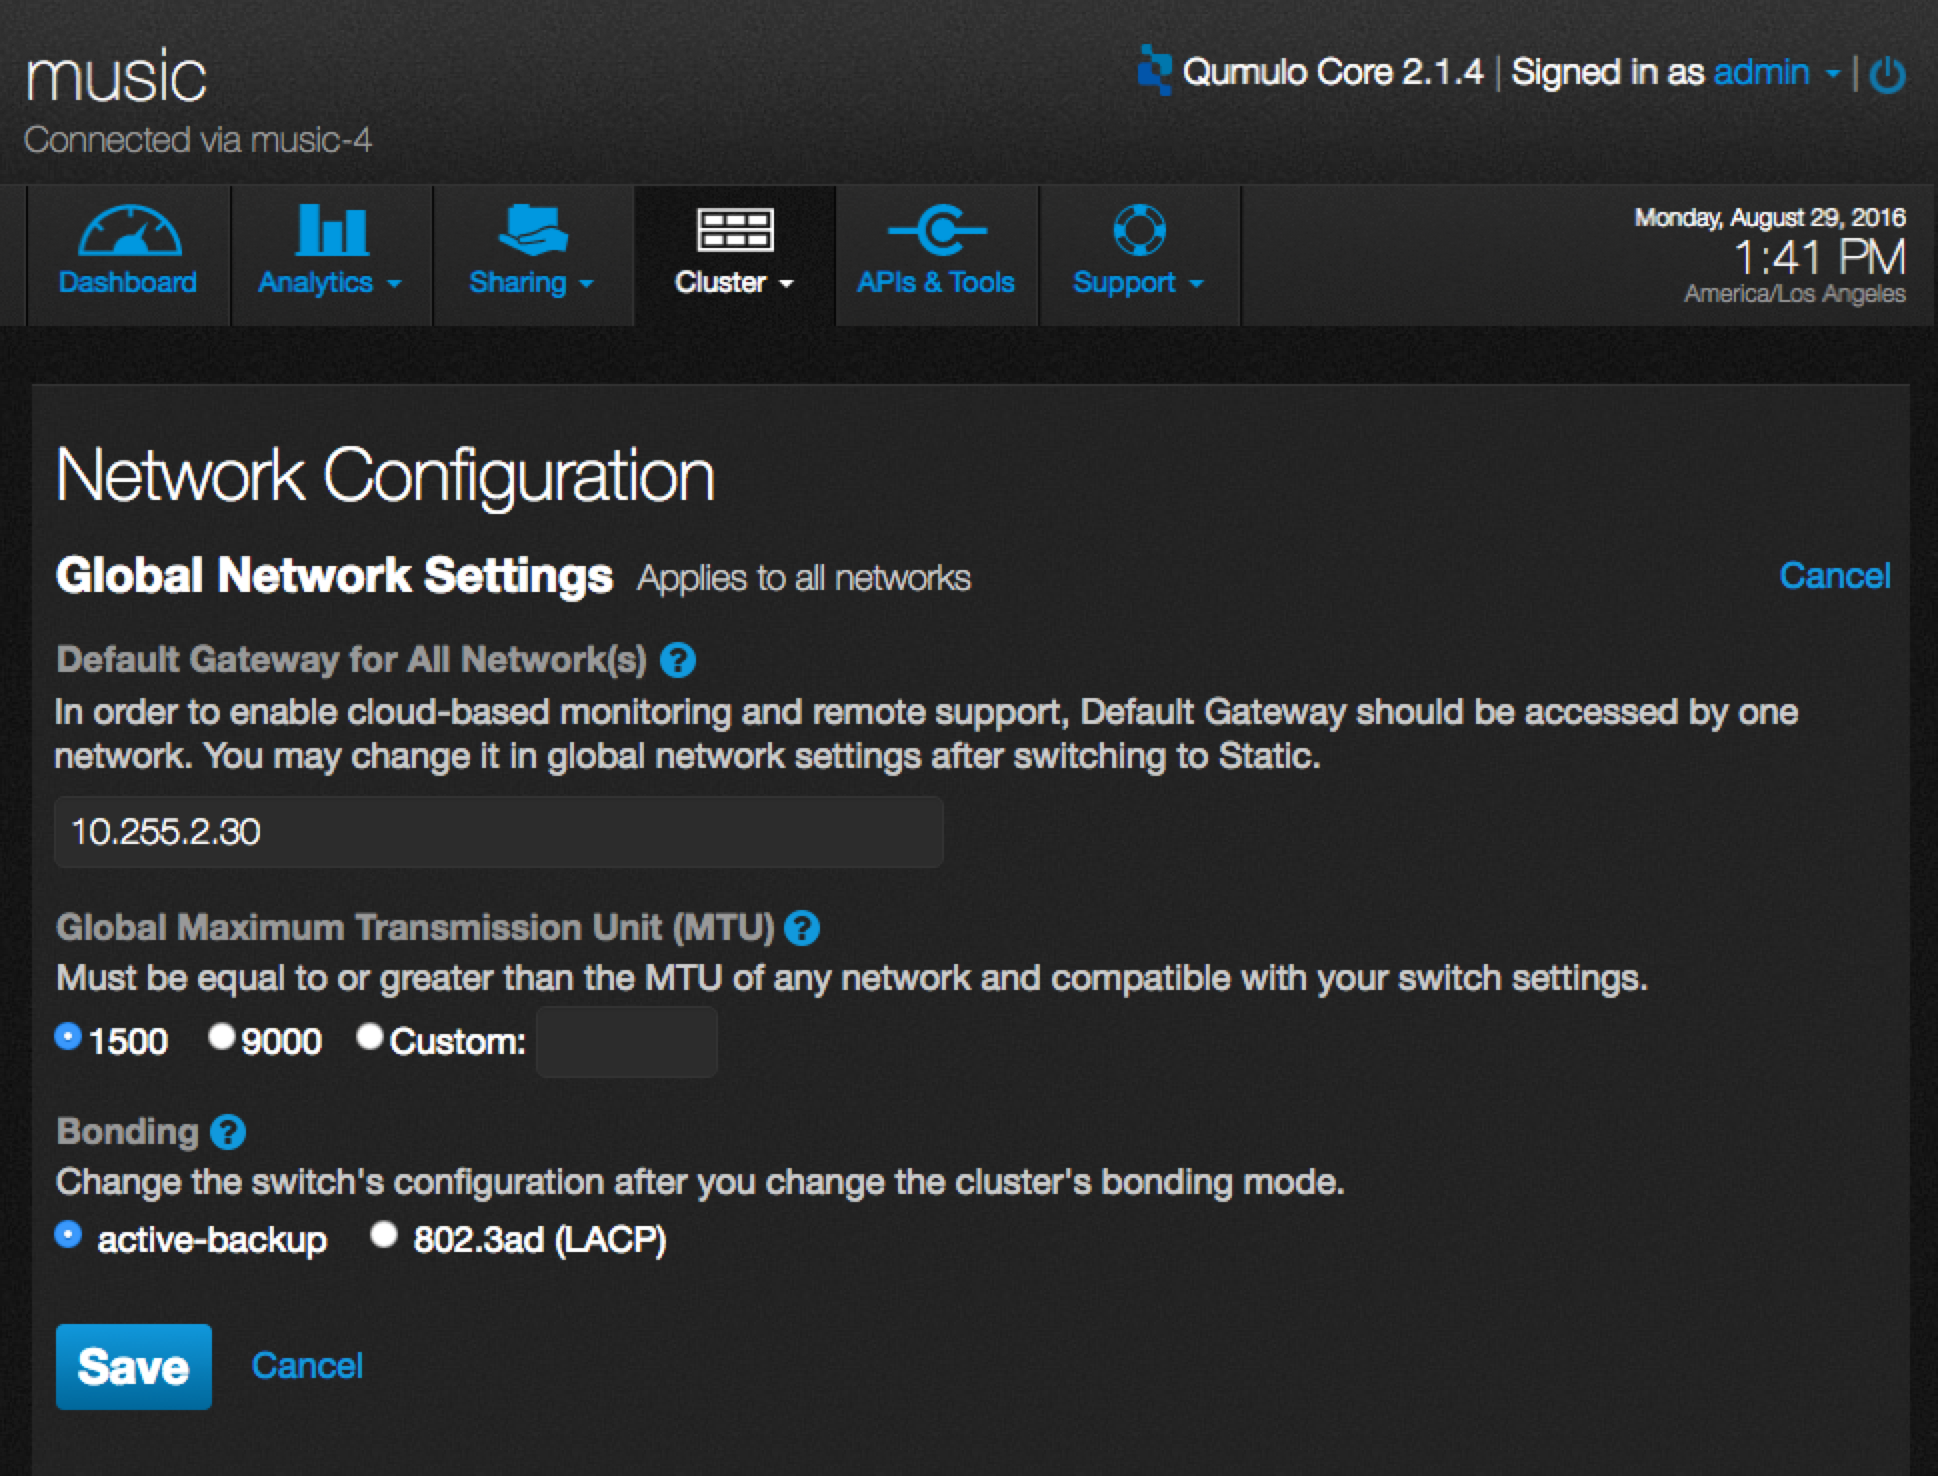 music
Qumulo Core 2.1.4 | Signed in as admin |
Connected via music-4
Dashboard
Analytics
Sharing
Cluster
APIs & Tools
Support
Monday, August 29, 2016
1:41 PM
America/Los Angeles
Network Configuration
Global Network Settings Applies to all networks
Cancel
Default Gateway for All Network(s) ?
In order to enable cloud-based monitoring and remote support, Default Gateway should be accessed by one
network. You may change it in global network settings after switching to Static.
10.255.2.30
Global Maximum Transmission Unit (MTU) ?
Must be equal to or greater than the MTU of any network and compatible with your switch settings.
1500 9000 Custom:
Bonding ?
Change the switch's configuration after you change the cluster's bonding mode.
active-backup 802.3ad (LACP)
Save Cancel